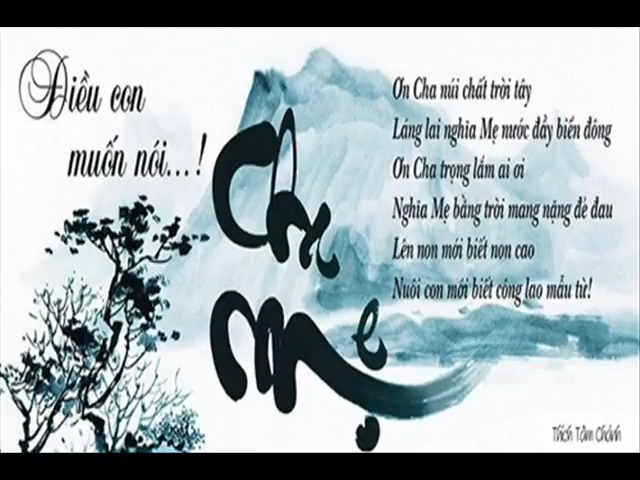 Điều con
muốn nói...!
Cha
Mẹ
Ơn Cha núi chất trời tây
Láng lai nghĩa Mẹ nước đầy biển đông
Ơn Cha trọng lắm ai ơi
Nghĩa Mẹ bằng trời mang nặng đẻ đau
Lên non mới biết non cao
Nuôi con mới biết công lao mẫu từ!
Thích Tâm Chánh